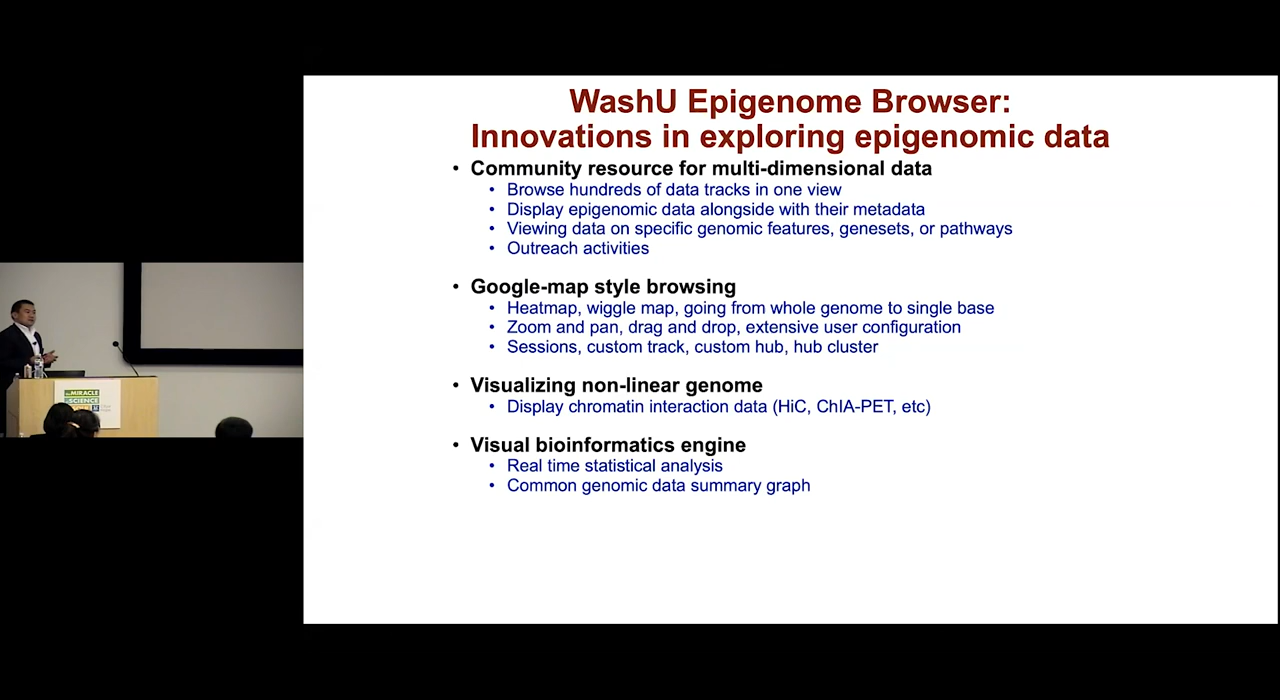 WashU Epigenome Browser:
Innovations in exploring epigenomic data
• Community resource for multi-dimensional data
• Browse hundreds of data tracks in one view
• Display epigenomic data alongside with their metadata
• Viewing data on specific genomic features, genesets, or pathways
• Outreach activities
• Google-map style browsing
• Heatmap, wiggle map, going from whole genome to single base
• Zoom and pan, drag and drop, extensive user configuration
• Sessions, custom track, custom hub, hub cluster
• Visualizing non-linear genome
• Display chromatin interaction data (HiC, ChIA-PET, etc)
• Visual bioinformatics engine
• Real time statistical analysis
• Common genomic data summary graph
MIRACLE
SCIENCE